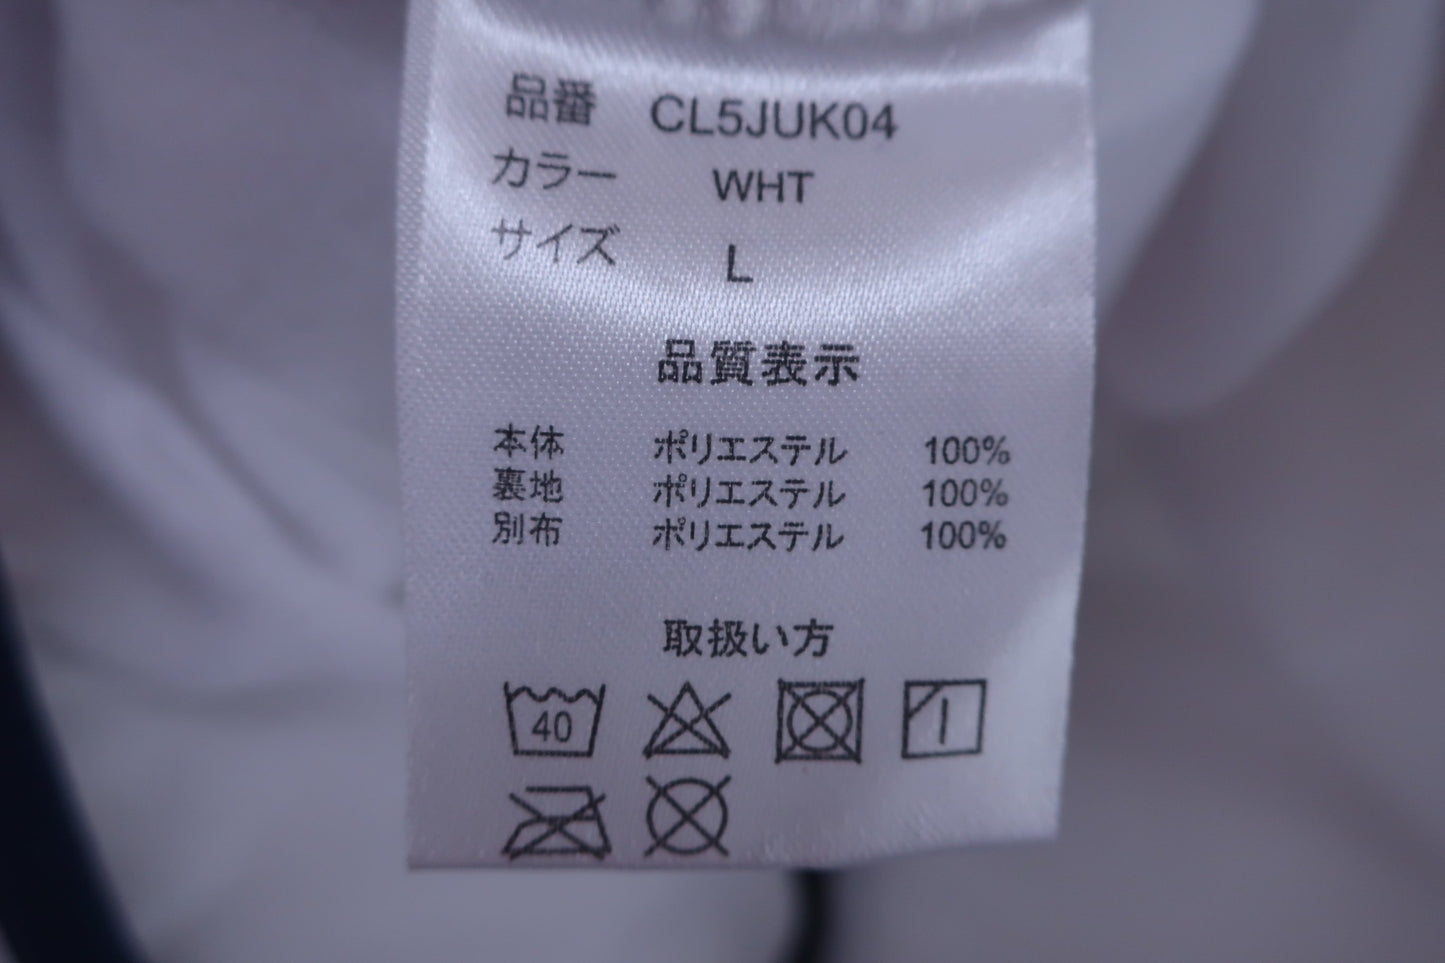 品番 CL5JUK04
カラー WHT
サイズ L
品質表示
本体 ポリエステル 100%
裏地 ポリエステル 100%
別布 ポリエステル 100%
取扱い方
40